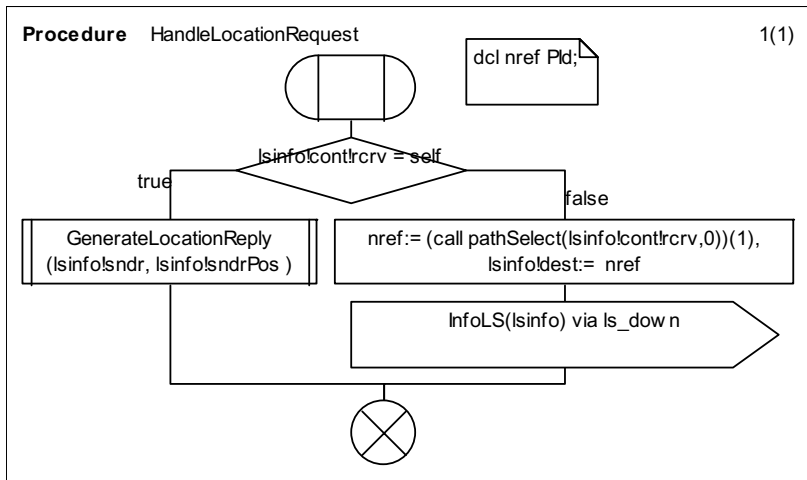 Procedure HandleLocationRequest 1(1)
dcl nref PId;
lsinfo!cont!rcrv = self
true
false
GenerateLocationReply
(lsinfo!sndr, lsinfo!sndrPos )
nref:= (call pathSelect(lsinfo!cont!rcrv,0))(1),
lsinfo!dest:= nref
InfoLS(lsinfo) via ls_down